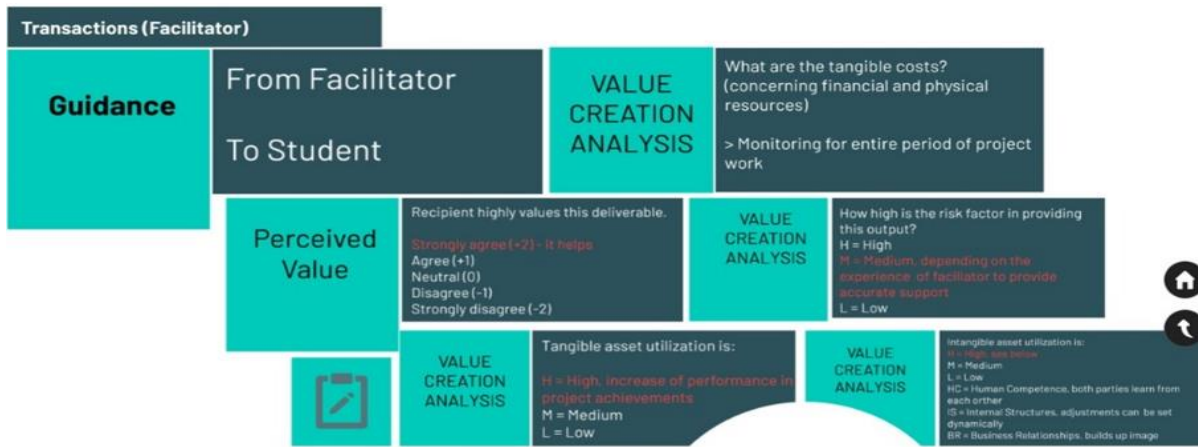 Transactions (Facilitator)
Guidance
From Facilitator
To Student
VALUE
CREATION
ANALYSIS
What are the tangible costs?
(concerning financial and physical
resources)
> Monitoring for entire period of project
work
Perceived
Value
Recipient highly values this deliverable.
Strongly agree (+2) - it helps
Agree (+1)
Neutral (0)
Disagree (-1)
Strongly disagree (-2)
VALUE
CREATION
ANALYSIS
How high is the risk factor in providing
this output?
H = High
M = Medium, depending on the
experience of faciliator to provide
accurate support
L = Low
VALUE
CREATION
ANALYSIS
Tangible asset utilization is:
H = High, increase of performance in
project achievements
M = Medium
L = Low
VALUE
CREATION
ANALYSIS
Intangible asset utilization is:
H = High, see below
M = Medium
L = Low
HC = Human Competence, both parties learn from
each orther
IS = Internal Structures, adjustments can be set
dynamically
BR = Business Relationships, builds up image